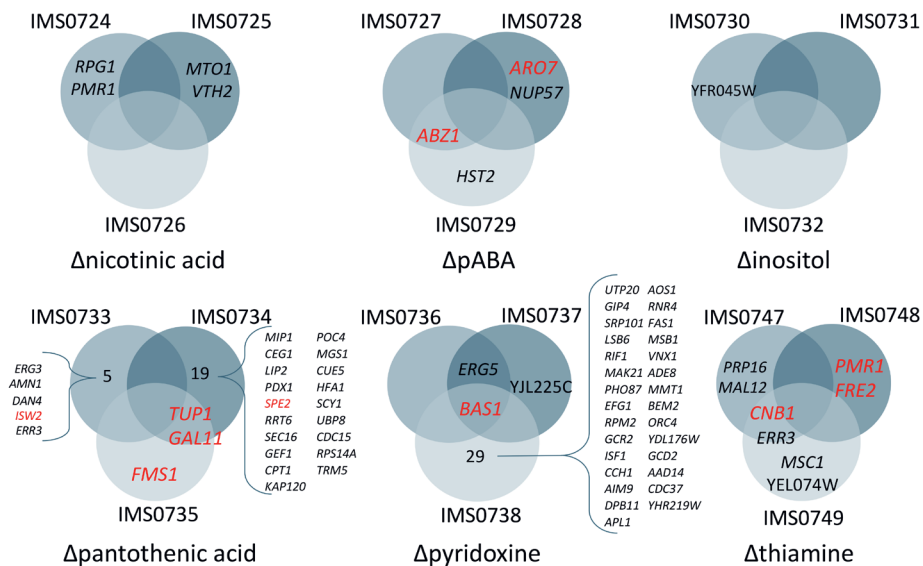 IMS0724 IMS0725
RPG1
PMR1
MTO1
VTH2
IMS0726
Δnicotinic acid
IMS0727 IMS0728
ARO7
NUP57
ABZ1
HST2
IMS0729
ΔpABA
IMS0730 IMS0731
YFR045W
IMS0732
Δinositol
IMS0733 IMS0734
ERG3
AMN1
DAN4
ISW2
ERR3
5
19
TUP1
GAL11
FMS1
MIP1 POC4
CEG1 MGS1
LIP2 CUE5
PDX1 HFA1
SPE2 SCY1
RRT6 UBP8
SEC16 CDC15
GEF1 RPS14A
CPT1 TRM5
KAP120
IMS0735
Δpantothenic acid
IMS0736 IMS0737
ERG5
YJL225C
BAS1
29
UTP20 AOS1
GIP4 RNR4
SRP101 FAS1
LSB6 MSB1
RIF1 VNX1
MAK21 ADE8
PHO87 MMT1
EFG1 BEM2
RPM2 ORC4
GCR2 YDL176W
ISF1 GCD2
CCH1 AAD14
AIM9 CDC37
DPB11 YHR219W
APL1
IMS0738
Δpyridoxine
IMS0747 IMS0748
PRP16
MAL12
PMR1
FRE2
CNB1
ERR3
MSC1
YEL074W
IMS0749
Δthiamine